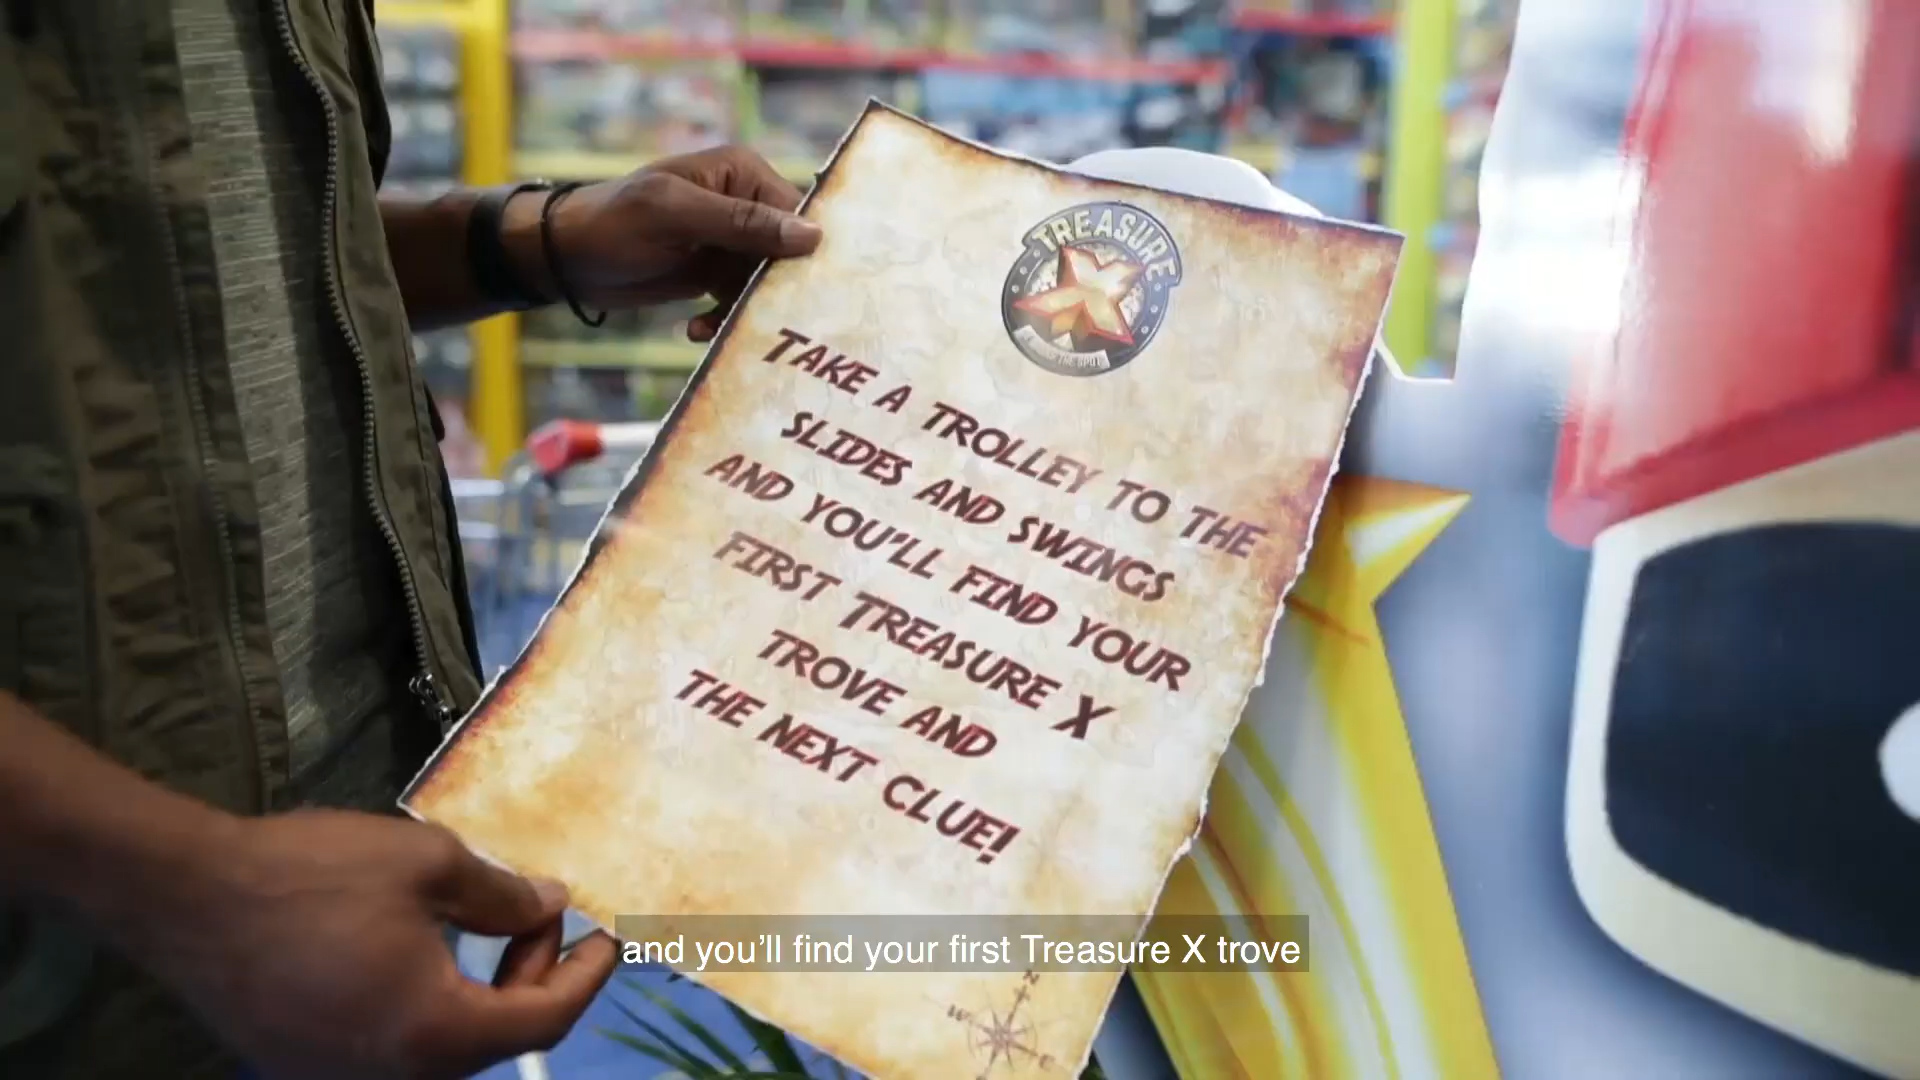 TREASURE
X
TAKE A TROLLEY TO THE
SLIDES AND SWINGS
AND YOU'LL FIND YOUR
FIRST TREASURE X
TROVE AND
THE NEXT CLUE!
and you’ll find your first Treasure X trove
N
W
E